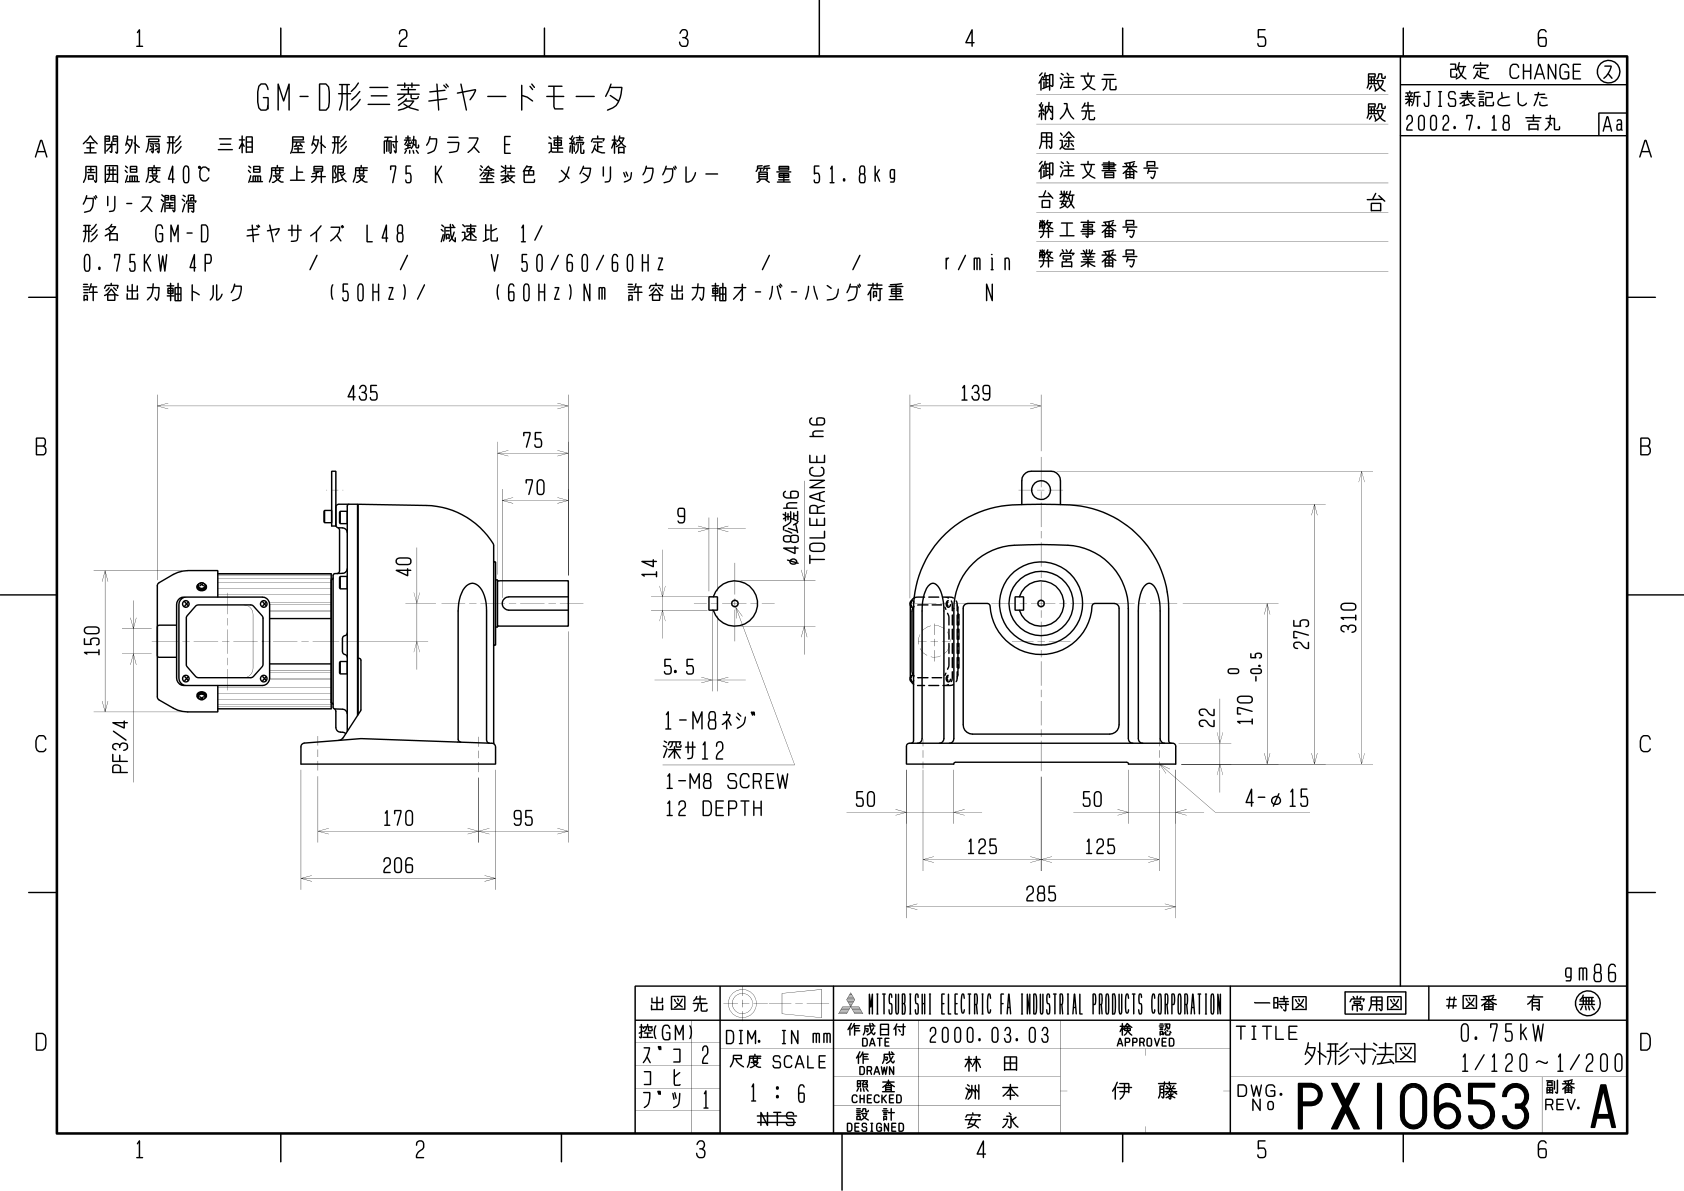 1 2 3 4 5 6
A A
B B
C C
D D
GM-D形三菱ギヤードモータ
全閉外扇形 三相 屋外形 耐熱クラス E 連続定格
周囲温度40℃ 温度上昇限度 75 K 塗装色 メタリックグレー 質量 51.8kg
グリース潤滑
形名 GM-D ギヤサイズ L48 減速比 1/
0.75KW 4P / / V 50/60/60Hz / / r/min
許容出力軸トルク (50Hz)/ (60Hz)Nm 許容出力軸オーバーハング荷重 N
御注文元 殿
納入先 殿
用途
御注文書番号
台数 台
弊工事番号
弊営業番号
改定 CHANGE ス
新JIS表記とした
2002.7.18 吉丸 Aa
435
75
70
40
150
PF3/4
170 95
206
9
14
5.5
φ48公差h6
TOLERANCE h6
1-M8ネジ
深サ12
1-M8 SCREW
12 DEPTH
139
310
275
170 0 -0.5
22
50 50
4-φ15
125 125
285
gm86
出図先
控(GM)
ズコ 2
コヒ
ブツ 1
DIM. IN mm
尺度 SCALE
1 : 6
NTS
MITSUBISHI ELECTRIC FA INDUSTRIAL PRODUCTS CORPORATION
作成日付 DATE 2000.03.03
作成 DRAWN 林田
照査 CHECKED 洲本
設計 DESIGNED 安永
検認 APPROVED
伊藤
一時図 常用図 #図番 有 無
TITLE 0.75kW
外形寸法図 1/120~1/200
DWG. No PX10653 副番 REV. A
1 2 3 4 5 6